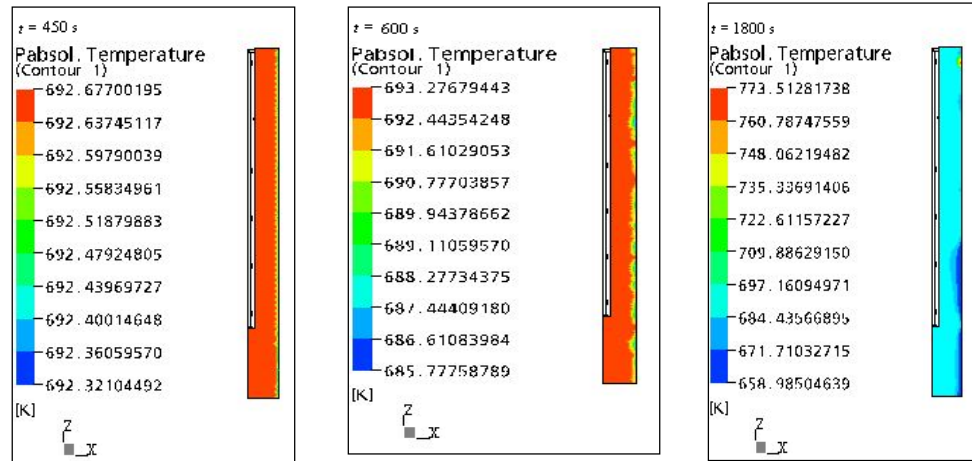 t = 450 s
Pabsol. Temperature
(Contour 1)
692.67700195
692.63745117
692.59790039
692.55834961
692.51879883
692.47924805
692.43969727
692.40014648
692.36059570
692.32104492
[K]
Z
X
t = 600 s
Pabsol. Temperature
(Contour 1)
693.27679443
692.44354248
691.61029053
690.77703857
689.94378662
689.11059570
688.27734375
687.44409180
686.61083984
685.77758789
[K]
Z
X
t = 1800 s
Pabsol. Temperature
(Contour 1)
773.51281738
760.78747559
748.06219482
735.33691406
722.61157227
709.88629150
697.16094971
684.43566895
671.71032715
658.98504639
[K]
Z
X